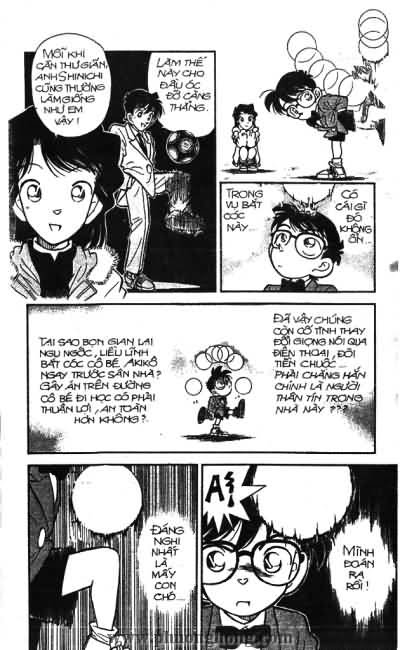 MỖI KHI
CĂN THƯ GIÃN,
ANH SHINICHI
CŨNG THƯỜNG
LÀM GIỐNG
NHƯ EM
VẬY !
LÀM THẾ
NÀY CHO
ĐẦU ÓC
ĐỠ CĂNG
THẲNG.
TRONG
VỤ BẮT
CÓC
NÀY...
CÓ
CÁI GÌ
ĐÓ
KHÔNG
ỔN...
TẠI SAO BỌN GIAN LẠI
NGU NGỐC, LIỀU LĨNH
BẮT CÓC CÔ BÉ AKIKÔ
NGAY TRƯỚC SÂN NHÀ ?
GÂY ÁN TRÊN ĐƯỜNG
CÔ BÉ ĐI HỌC CÓ PHẢI
THUẬN LỢI, AN TOÀN
HƠN KHÔNG ?
ĐÃ VẬY CHÚNG
CÒN CỐ TÌNH THAY
ĐỔI GIỌNG NÓI QUA
ĐIỆN THOẠI, ĐÒI
TIỀN CHUỘC...
PHẢI CHĂNG HẮN
CHÍNH LÀ NGƯỜI
THÂN TÍN TRONG
NHÀ NÀY ???
ĐÁNG
NGHI
NHẤT
LÀ
MẤY
CON
CHÓ...
A !
MÌNH
ĐOÁN
RA
RỒI !
www.phuonghong.com